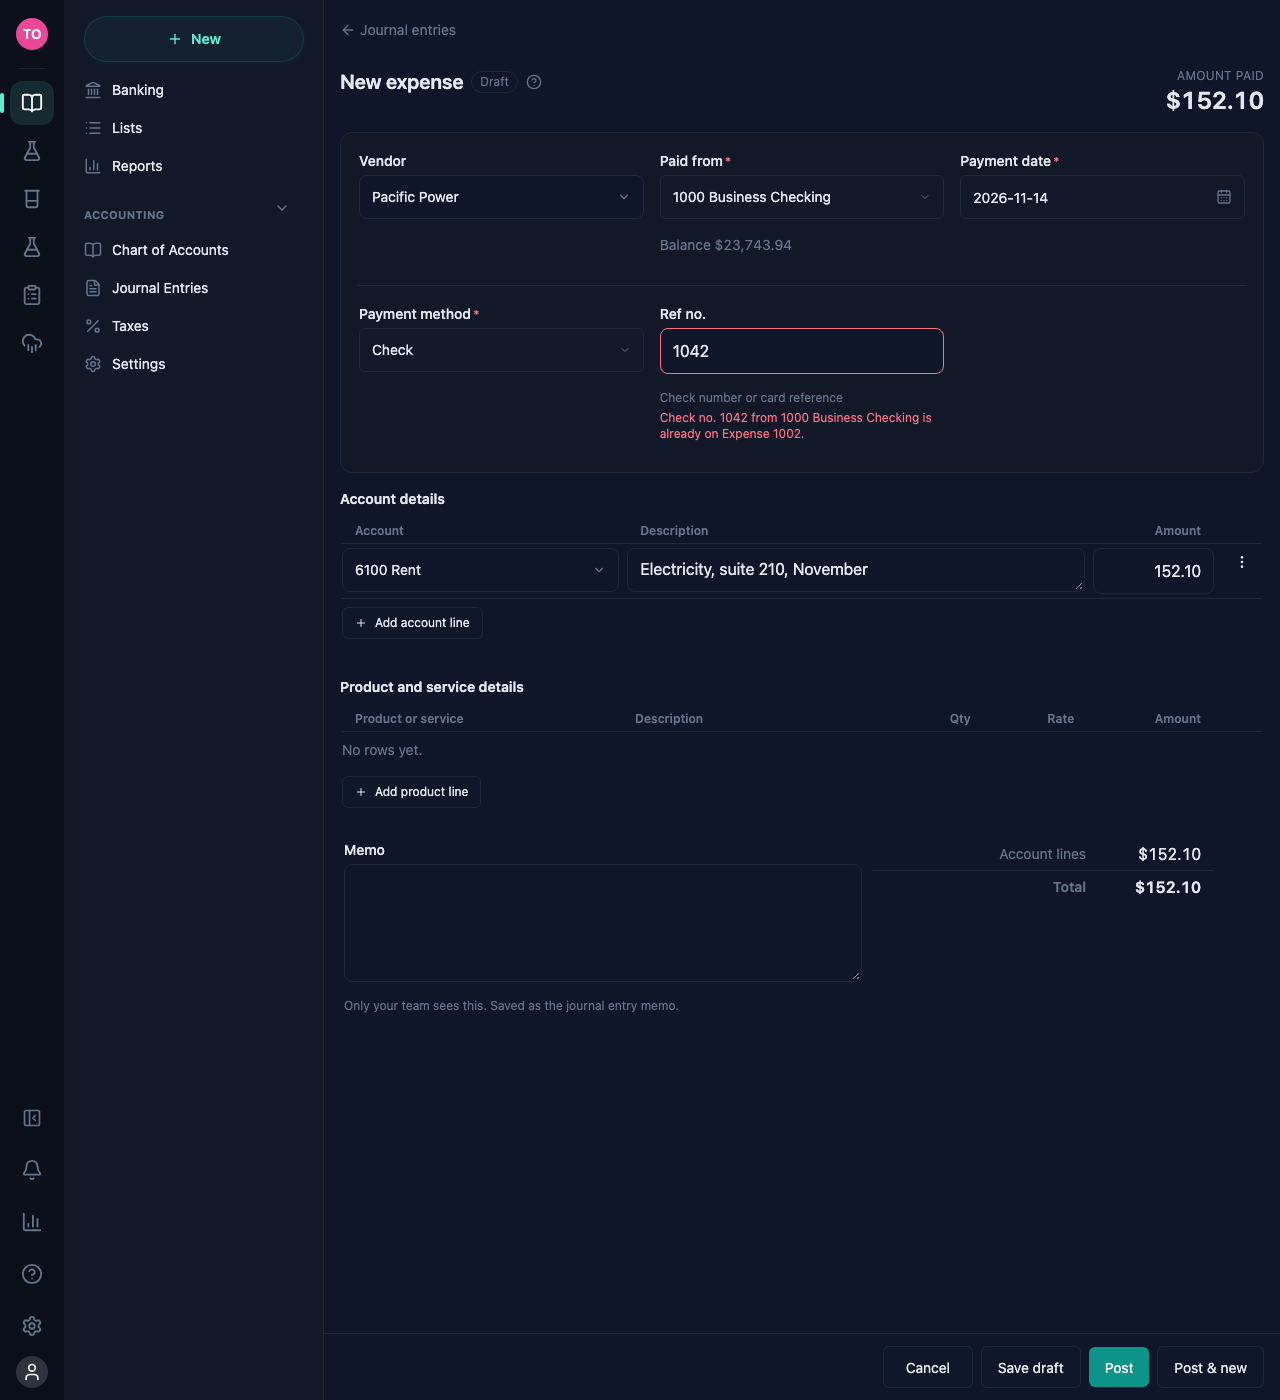 TO
New
Banking
Lists
Reports
ACCOUNTING
Chart of Accounts
Journal Entries
Taxes
Settings
Journal entries
New expense Draft
AMOUNT PAID
$152.10
Vendor Paid from* Payment date*
Pacific Power 1000 Business Checking 2026-11-14
Balance $23,743.94
Payment method* Ref no.
Check 1042
Check number or card reference
Check no. 1042 from 1000 Business Checking is
already on Expense 1002.
Account details
Account Description Amount
6100 Rent Electricity, suite 210, November 152.10
Add account line
Product and service details
Product or service Description Qty Rate Amount
No rows yet.
Add product line
Memo
Account lines $152.10
Total $152.10
Only your team sees this. Saved as the journal entry memo.
Cancel Save draft Post Post & new